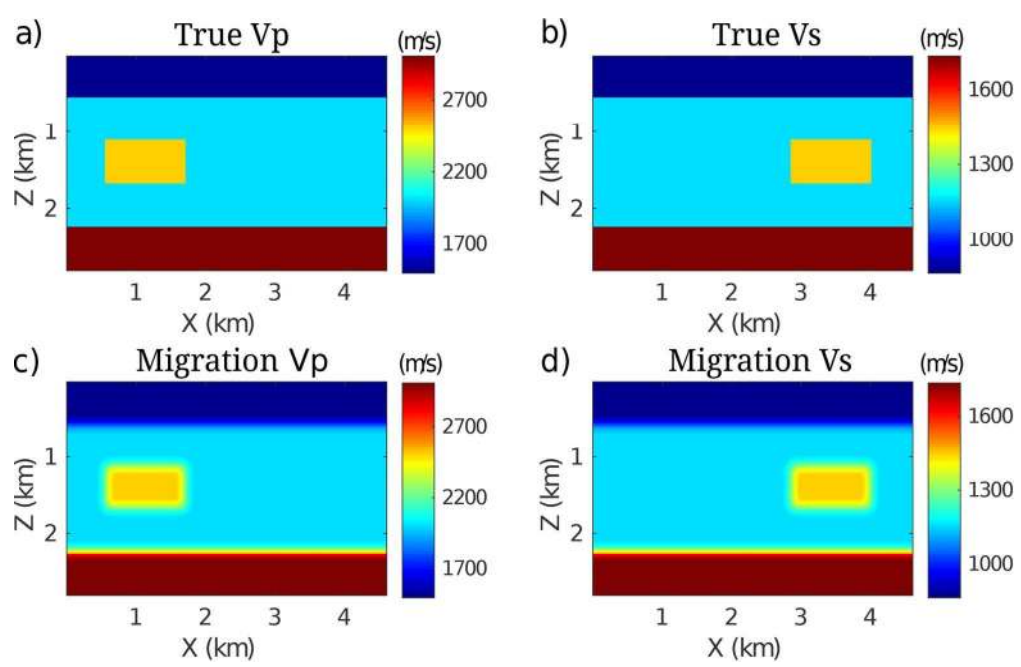 a) True Vp (m/s)
2700
2200
1700
1
2
Z (km)
1 2 3 4
X (km)
b) True Vs (m/s)
1600
1300
1000
1
2
Z (km)
1 2 3 4
X (km)
c) Migration Vp (m/s)
2700
2200
1700
1
2
Z (km)
1 2 3 4
X (km)
d) Migration Vs (m/s)
1600
1300
1000
1
2
Z (km)
1 2 3 4
X (km)